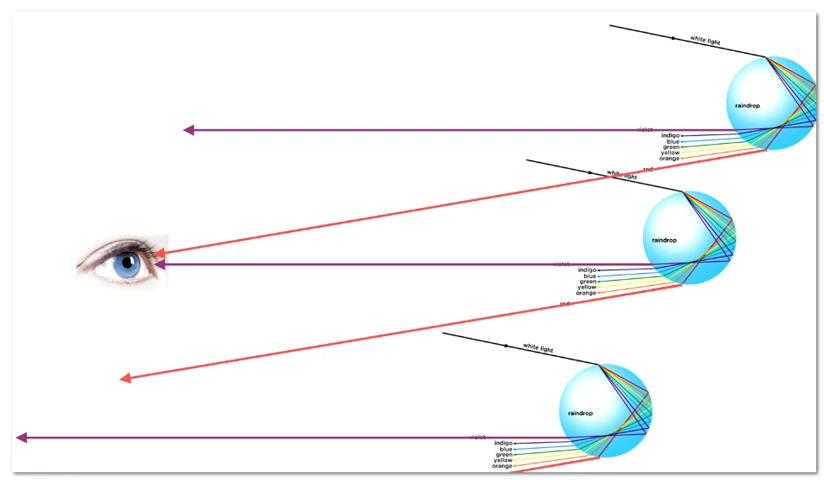 white light
raindrop
violet
indigo
blue
green
yellow
orange
red
white light
raindrop
violet
indigo
blue
green
yellow
orange
red
white light
raindrop
violet
indigo
blue
green
yellow
orange